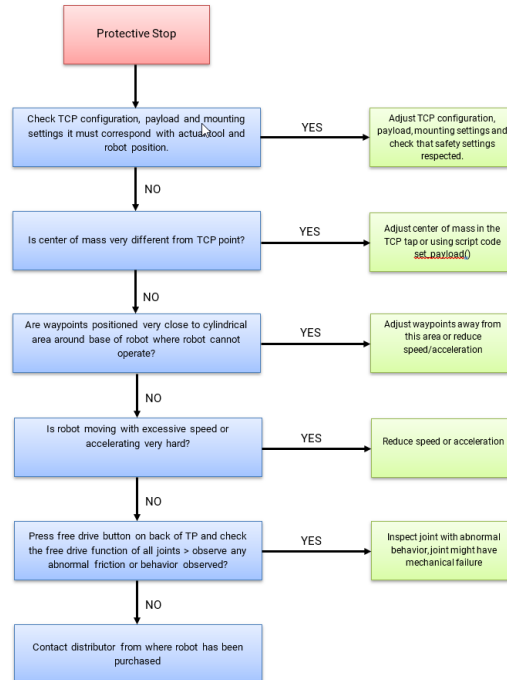 Protective Stop
Check TCP configuration, payload and mounting
settings it must correspond with actual tool and
robot position.
YES
Adjust TCP configuration,
payload, mounting settings and
check that safety settings
respected.
NO
Is center of mass very different from TCP point?
YES
Adjust center of mass in the
TCP tap or using script code
set_payload()
NO
Are waypoints positioned very close to cylindrical
area around base of robot where robot cannot
operate?
YES
Adjust waypoints away from
this area or reduce
speed/acceleration
NO
Is robot moving with excessive speed or
accelerating very hard?
YES
Reduce speed or acceleration
NO
Press free drive button on back of TP and check
the free drive function of all joints > observe any
abnormal friction or behavior observed?
YES
Inspect joint with abnormal
behavior, joint might have
mechanical failure
NO
Contact distributor from where robot has been
purchased